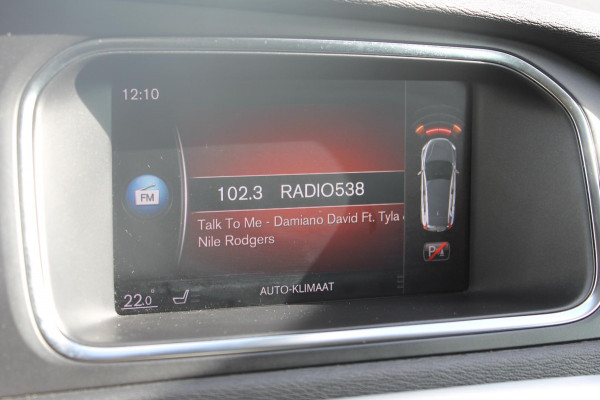 12:10
FM
102.3 RADIO538
Talk To Me - Damiano David Ft. Tyla
Nile Rodgers
22.0°
AUTO-KLIMAAT
P